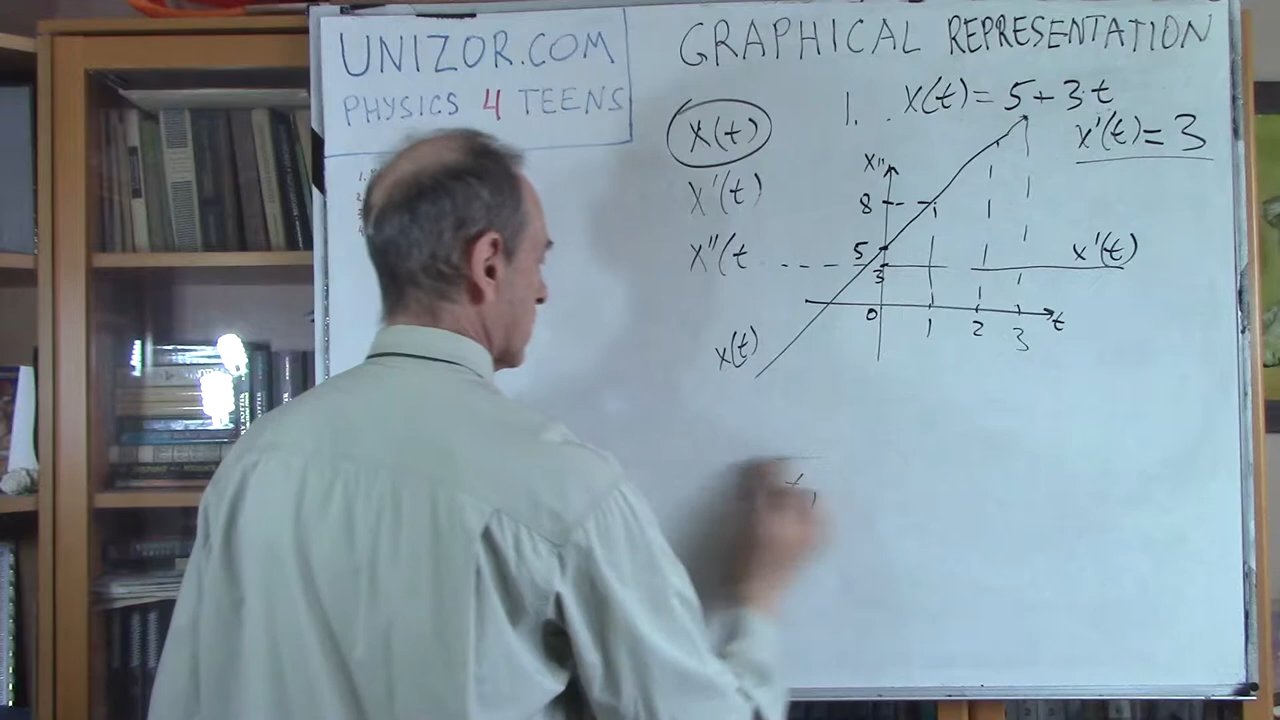 UNIZOR.COM
PHYSICS 4 TEENS
GRAPHICAL REPRESENTATION
x(t)
x'(t)
x''(t
1. x(t) = 5 + 3·t
x'(t) = 3
x
8
5
3
x'(t)
0
1
2
3
t
x(t)